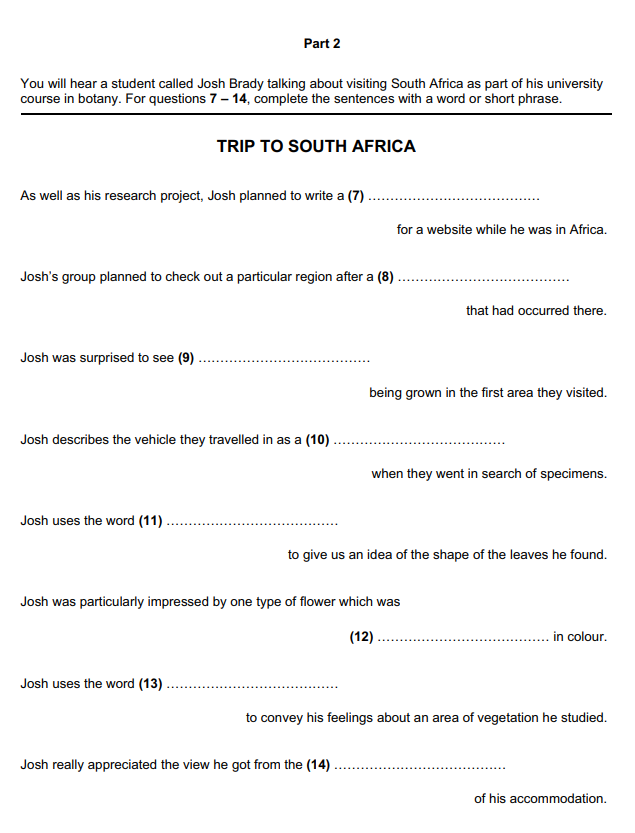 Part 2
You will hear a student called Josh Brady talking about visiting South Africa as part of his university
course in botany. For questions 7 – 14, complete the sentences with a word or short phrase.
TRIP TO SOUTH AFRICA
As well as his research project, Josh planned to write a (7) …………………………………
for a website while he was in Africa.
Josh's group planned to check out a particular region after a (8) …………………………………
that had occurred there.
Josh was surprised to see (9) …………………………………
being grown in the first area they visited.
Josh describes the vehicle they travelled in as a (10) …………………………………
when they went in search of specimens.
Josh uses the word (11) …………………………………
to give us an idea of the shape of the leaves he found.
Josh was particularly impressed by one type of flower which was
(12) ………………………………… in colour.
Josh uses the word (13) …………………………………
to convey his feelings about an area of vegetation he studied.
Josh really appreciated the view he got from the (14) …………………………………
of his accommodation.